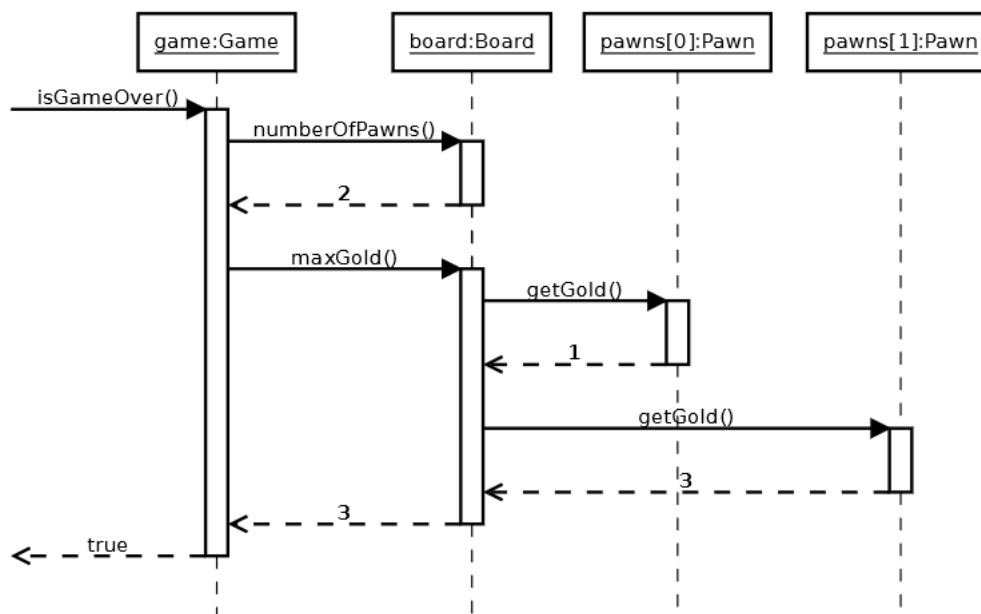 game:Game
board:Board
pawns[0]:Pawn
pawns[1]:Pawn
isGameOver()
numberOfPawns()
2
maxGold()
getGold()
1
getGold()
3
3
true